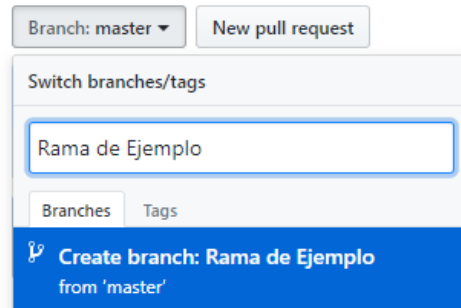 Branch: master New pull request
Switch branches/tags
Rama de Ejemplo
Branches Tags
Create branch: Rama de Ejemplo
from 'master'